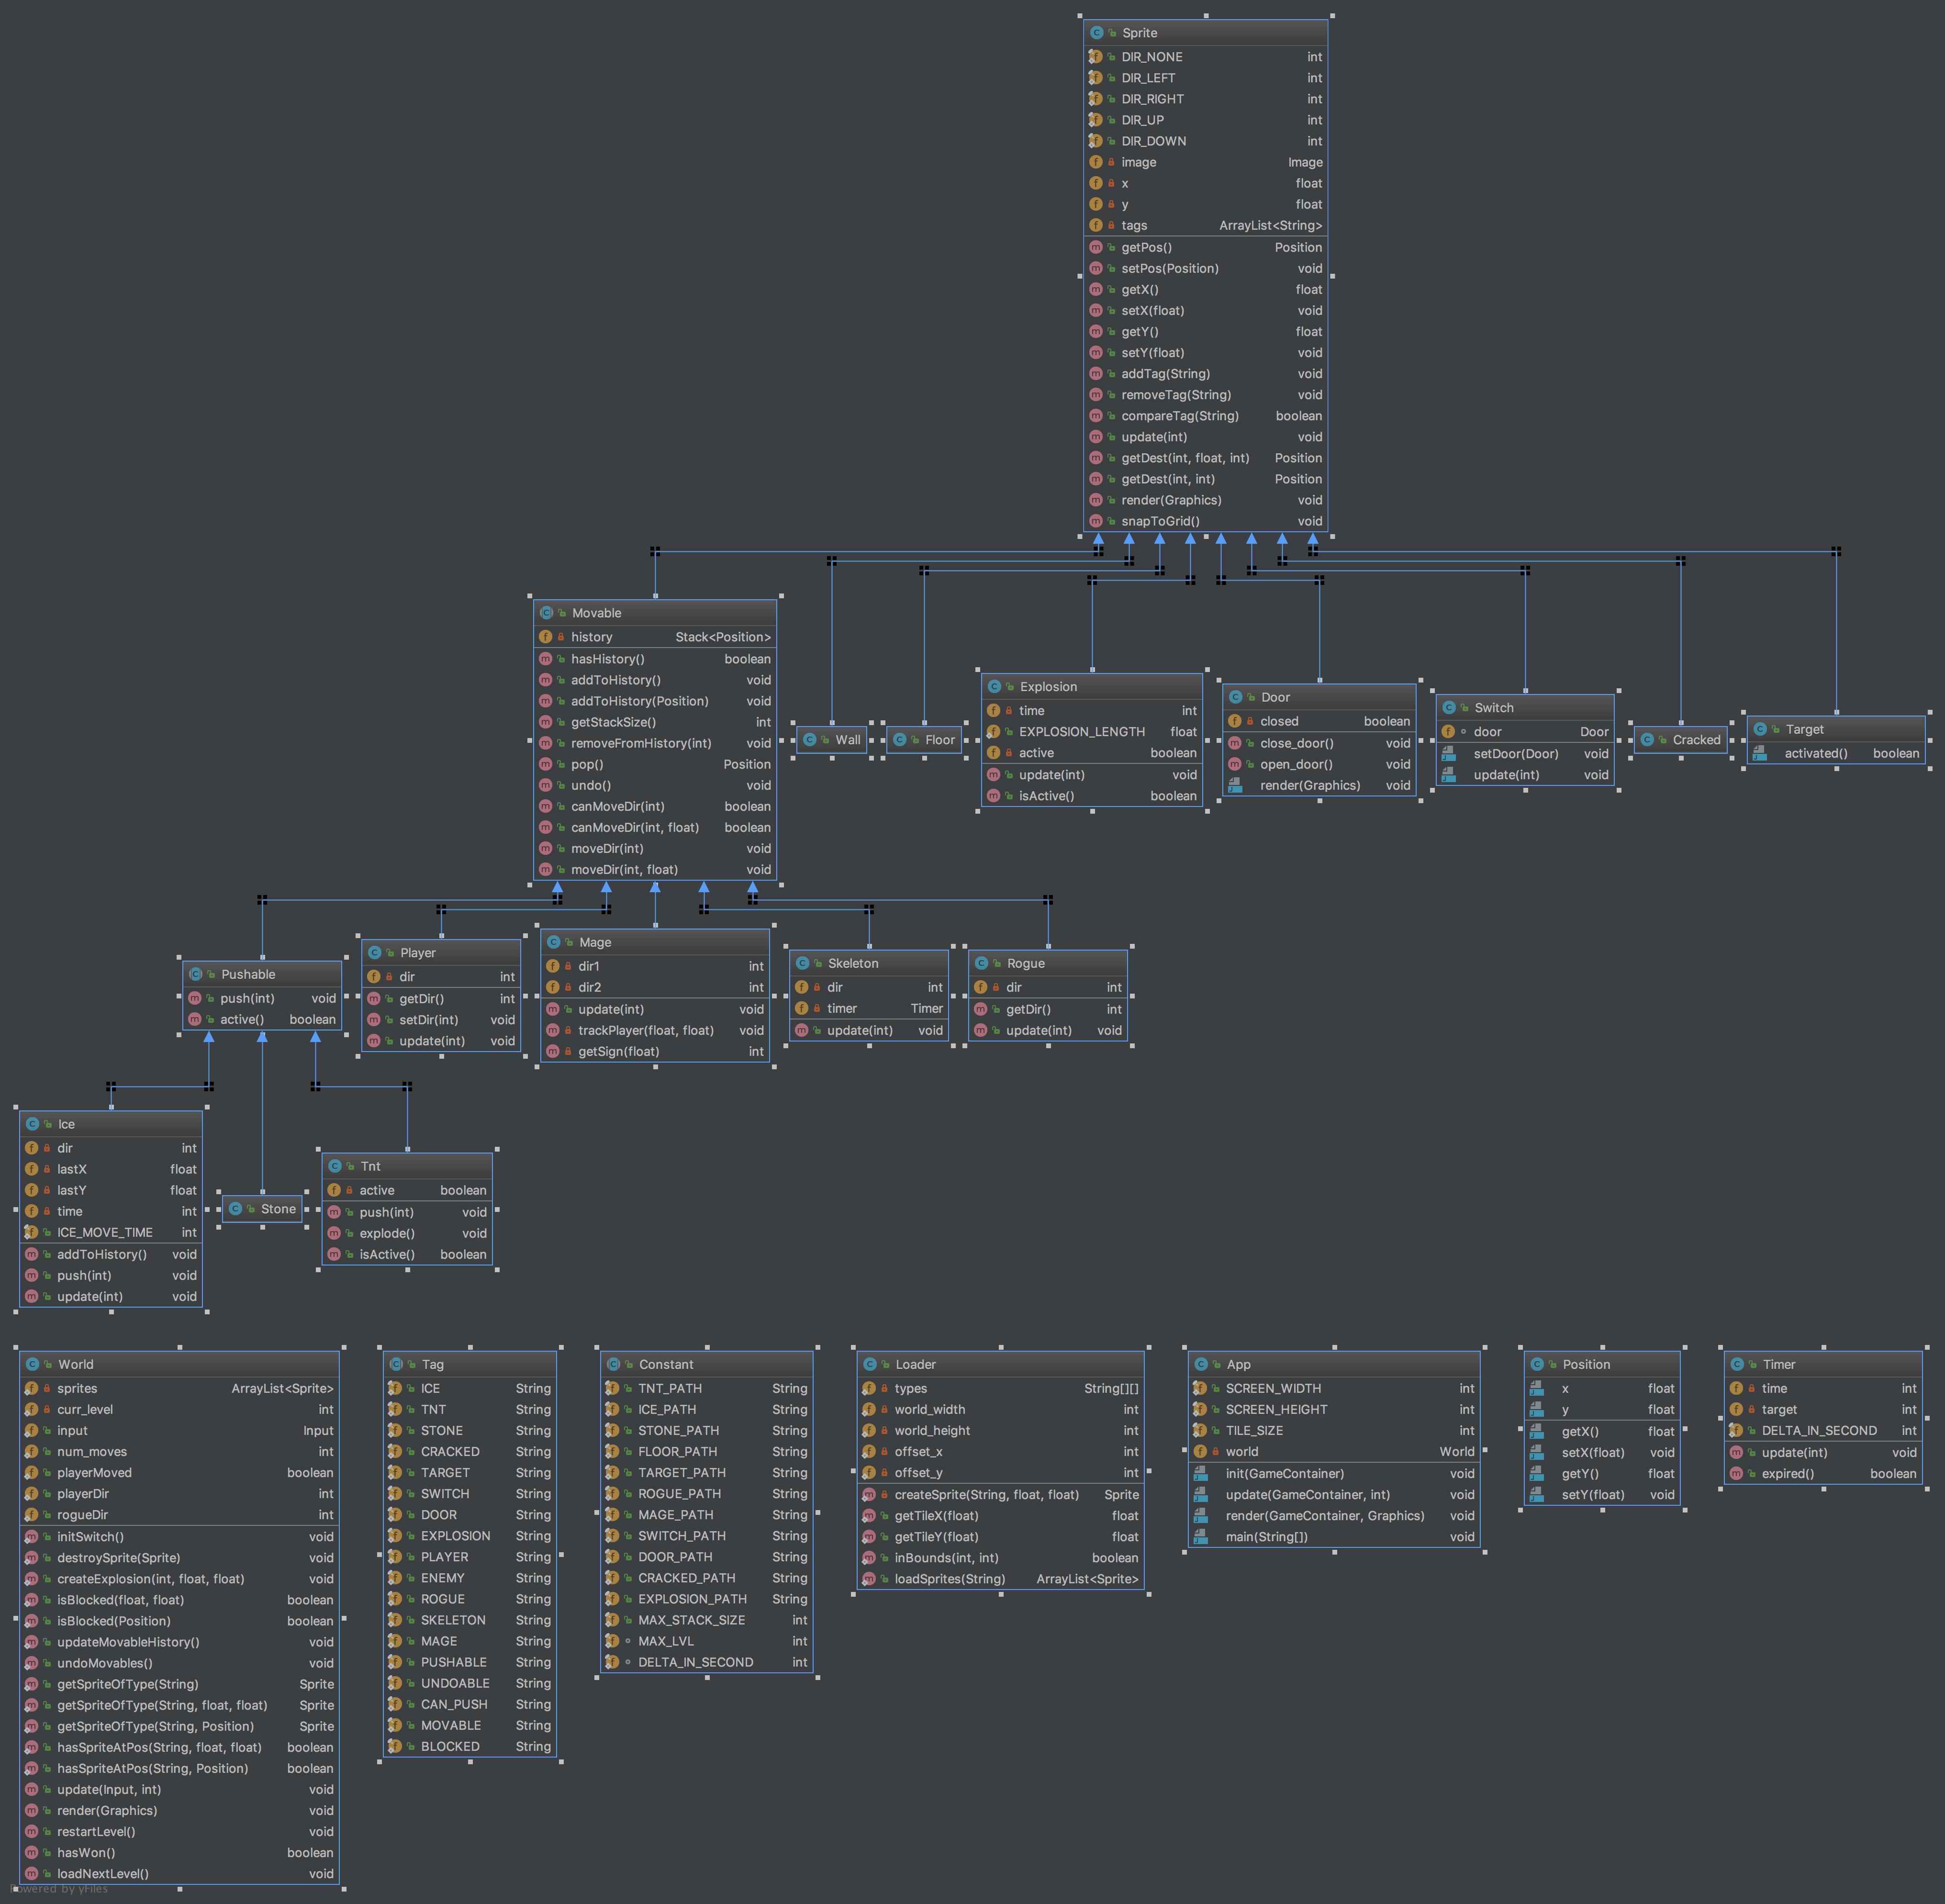 Sprite
DIR_NONE int
DIR_LEFT int
DIR_RIGHT int
DIR_UP int
DIR_DOWN int
image Image
x float
y float
tags ArrayList<String>
getPos() Position
setPos(Position) void
getX() float
setX(float) void
getY() float
setY(float) void
addTag(String) void
removeTag(String) void
compareTag(String) boolean
update(int) void
getDest(int, float, int) Position
getDest(int, int) Position
render(Graphics) void
snapToGrid() void
Movable
history Stack<Position>
hasHistory() boolean
addToHistory() void
addToHistory(Position) void
getStackSize() int
removeFromHistory(int) void
pop() Position
undo() void
canMoveDir(int) boolean
canMoveDir(int, float) boolean
moveDir(int) void
moveDir(int, float) void
Wall
Floor
Explosion
time int
EXPLOSION_LENGTH float
active boolean
update(int) void
isActive() boolean
Door
closed boolean
close_door() void
open_door() void
render(Graphics) void
Switch
door Door
setDoor(Door) void
update(int) void
Cracked
Target
activated() boolean
Pushable
push(int) void
active() boolean
Player
dir int
getDir() int
setDir(int) void
update(int) void
Mage
dir1 int
dir2 int
update(int) void
trackPlayer(float, float) void
getSign(float) int
Skeleton
dir int
timer Timer
update(int) void
Rogue
dir int
getDir() int
update(int) void
Ice
dir int
lastX float
lastY float
time int
ICE_MOVE_TIME int
addToHistory() void
push(int) void
update(int) void
Stone
Tnt
active boolean
push(int) void
explode() void
isActive() boolean
World
sprites ArrayList<Sprite>
curr_level int
input Input
num_moves int
playerMoved boolean
playerDir int
rogueDir int
initSwitch() void
destroySprite(Sprite) void
createExplosion(int, float, float) void
isBlocked(float, float) boolean
isBlocked(Position) boolean
updateMovableHistory() void
undoMovables() void
getSpriteOfType(String) Sprite
getSpriteOfType(String, float, float) Sprite
getSpriteOfType(String, Position) Sprite
hasSpriteAtPos(String, float, float) boolean
hasSpriteAtPos(String, Position) boolean
update(Input, int) void
render(Graphics) void
restartLevel() void
hasWon() boolean
loadNextLevel() void
Tag
ICE String
TNT String
STONE String
CRACKED String
TARGET String
SWITCH String
DOOR String
EXPLOSION String
PLAYER String
ENEMY String
ROGUE String
SKELETON String
MAGE String
PUSHABLE String
UNDOABLE String
CAN_PUSH String
MOVABLE String
BLOCKED String
Constant
TNT_PATH String
ICE_PATH String
STONE_PATH String
FLOOR_PATH String
TARGET_PATH String
ROGUE_PATH String
MAGE_PATH String
SWITCH_PATH String
DOOR_PATH String
CRACKED_PATH String
EXPLOSION_PATH String
MAX_STACK_SIZE int
MAX_LVL int
DELTA_IN_SECOND int
Loader
types String[][]
world_width int
world_height int
offset_x int
offset_y int
createSprite(String, float, float) Sprite
getTileX(float) float
getTileY(float) float
inBounds(int, int) boolean
loadSprites(String) ArrayList<Sprite>
App
SCREEN_WIDTH int
SCREEN_HEIGHT int
TILE_SIZE int
world World
init(GameContainer) void
update(GameContainer, int) void
render(GameContainer, Graphics) void
main(String[]) void
Position
x float
y float
getX() float
setX(float) void
getY() float
setY(float) void
Timer
time int
target int
DELTA_IN_SECOND int
update(int) void
expired() boolean
Powered by yFiles